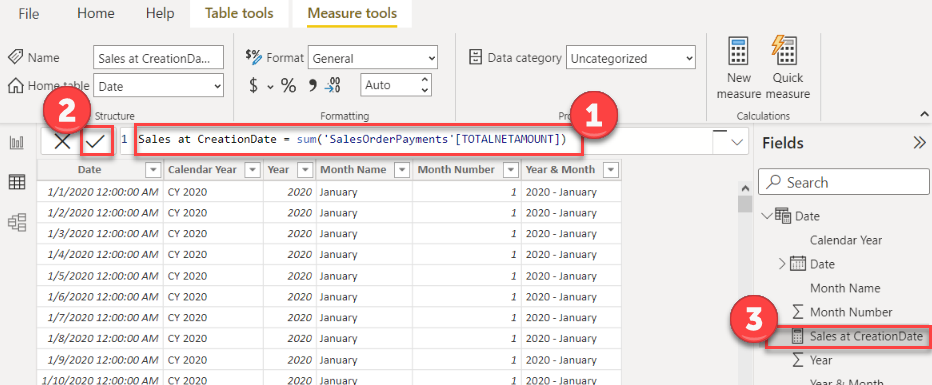 File Home Help Table tools Measure tools
Name Sales at CreationDa... $% Format General Data category Uncategorized New measure Quick measure
Home table Date $ % 9 .00 →.0 Auto
Structure Formatting Calculations
2 1
1 Sales at CreationDate = sum('SalesOrderPayments'[TOTALNETAMOUNT])
Fields
Search
Date Calendar Year Year Month Name Month Number Year & Month
1/1/2020 12:00:00 AM CY 2020 2020 January 1 2020 - January
1/2/2020 12:00:00 AM CY 2020 2020 January 1 2020 - January
1/3/2020 12:00:00 AM CY 2020 2020 January 1 2020 - January
1/4/2020 12:00:00 AM CY 2020 2020 January 1 2020 - January
1/5/2020 12:00:00 AM CY 2020 2020 January 1 2020 - January
1/6/2020 12:00:00 AM CY 2020 2020 January 1 2020 - January
1/7/2020 12:00:00 AM CY 2020 2020 January 1 2020 - January
1/8/2020 12:00:00 AM CY 2020 2020 January 1 2020 - January
1/9/2020 12:00:00 AM CY 2020 2020 January 1 2020 - January
1/10/2020 12:00:00 AM CY 2020 2020 January 1 2020 - January
Date
Calendar Year
Date
Month Name
Month Number
3
Sales at CreationDate
Year
Year & Month